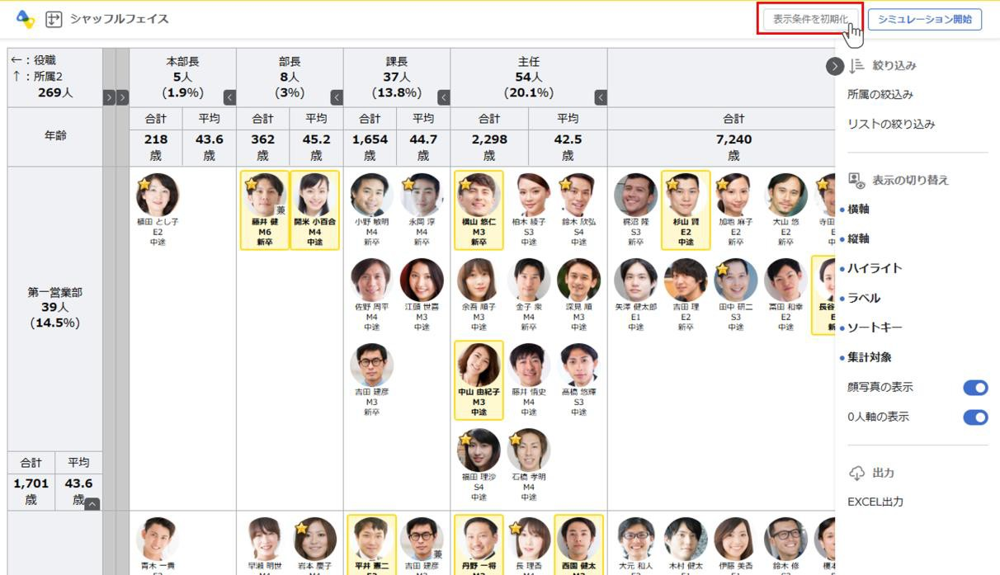 シャッフルフェイス
表示条件を初期化
シミュレーション開始
←：役職
↑：所属2
269人
本部長
5人
（1.9%）
部長
8人
（3%）
課長
37人
（13.8%）
主任
54人
（20.1%）
年齢
合計 平均 合計 平均 合計 平均 合計 平均 合計
218 43.6 362 45.2 1,654 44.7 2,298 42.5 7,240
歳 歳 歳 歳 歳 歳 歳 歳 歳
兼
植田 とし子 藤井 健 開米 小百合 小野 敏明 永岡 淳 横山 悠仁 柏木 綾子 鈴木 欣弘 梶沼 隆 杉山 賢 加地 麻子 大山 悠 寺田
E2 M6 M4 M4 M4 M3 S3 S4 S3 E2 E2 E2
中途 新卒 中途 新卒 新卒 新卒 中途 中途 新卒 中途 新卒 新卒
第一営業部
39人
（14.5%）
佐野 周平 江頭 世喜 余吾 順子 金子 衆 深見 順 矢澤 健太郎 吉田 理 田中 研二 冨田 和幸 長谷
M4 M3 M3 M4 M3 E1 E2 S3 E2 E
中途 中途 中途 新卒 中途 中途 新卒 中途 中途 新
吉田 建彦 中山 由紀子 藤井 悟史 高橋 悠輝
M3 M3 M4 S3
新卒 中途 中途 中途
福田 理沙 石橋 孝明
S4 M4
中途 中途
合計 平均
1,701 43.6
歳 歳
兼
青木 一貴 早瀬 明世 岩本 慶子 平井 憲二 吉田 建彦 丹野 一将 長 理香 西園 健太 大元 和人 木村 健太 伊藤 美香 鈴木 修
絞り込み
所属の絞込み
リストの絞り込み
表示の切り替え
横軸
縦軸
ハイライト
ラベル
ソートキー
集計対象
顔写真の表示
0人軸の表示
出力
EXCEL出力